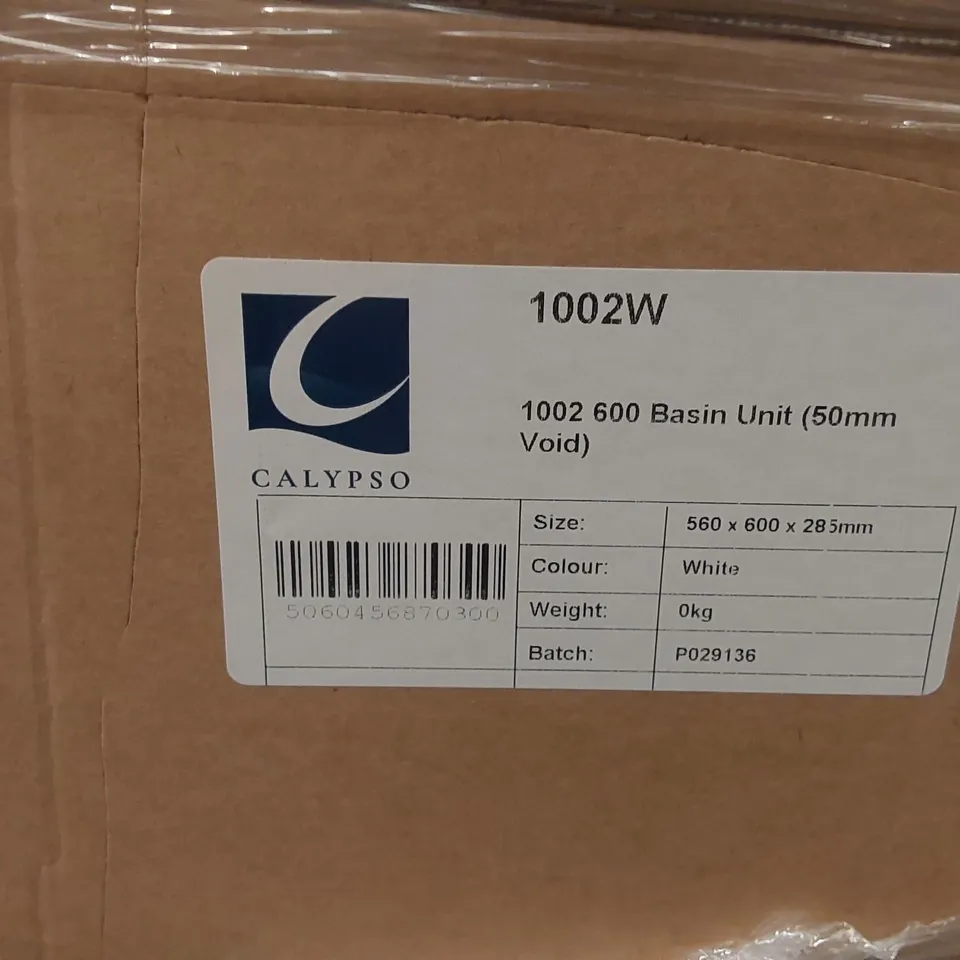 1002W
CALYPSO
1002 600 Basin Unit (50mm
Void)
Size: 560 x 600 x 285mm
Colour: White
Weight: 0kg
Batch: P029136
5060456870300